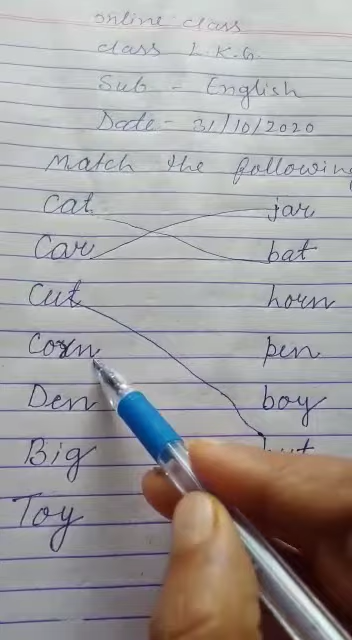 online class
class L.K.G.
Sub - English
Date - 31/10/2020
Match the following
Cat jar
Car bat
Cut horn
Corn pen
Den boy
Big
Toy